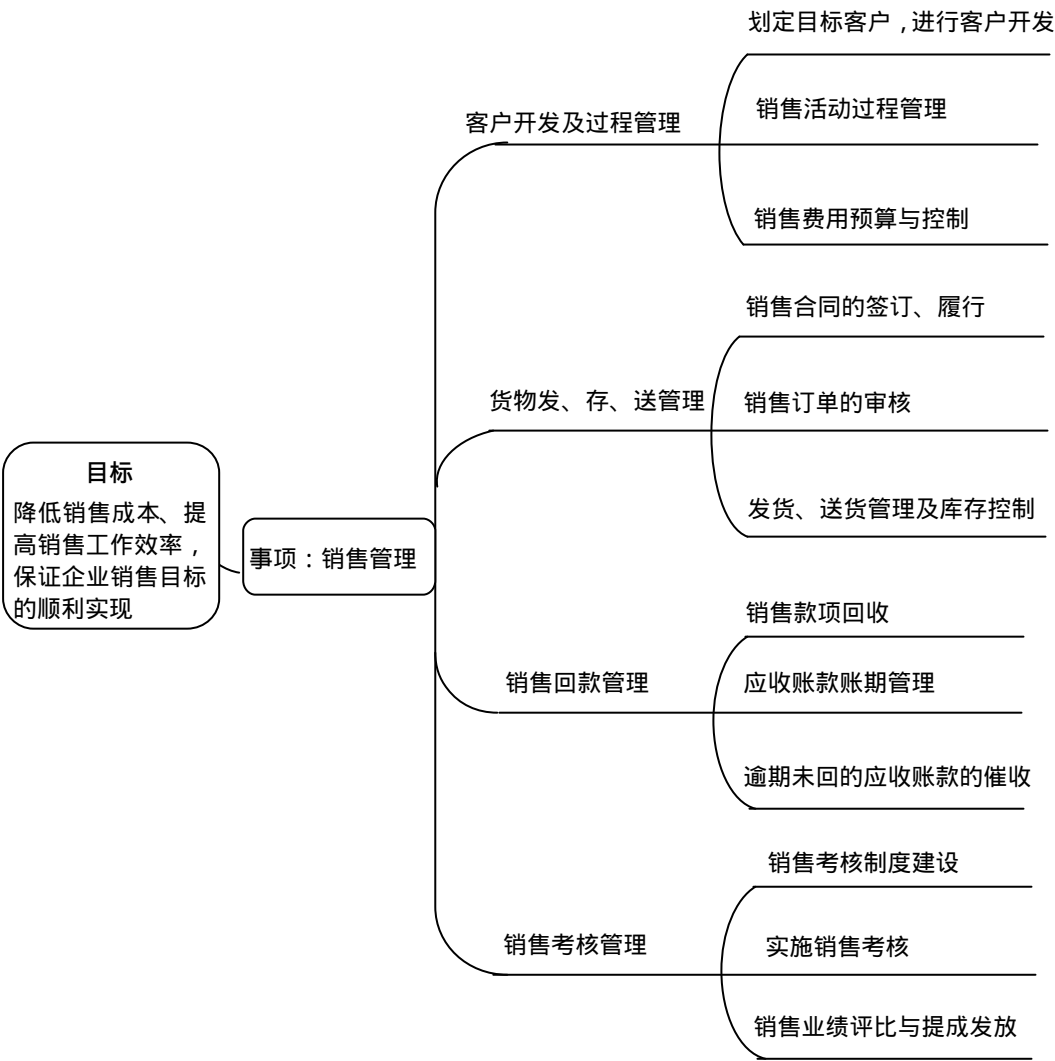 目标
降低销售成本、提
高销售工作效率，
保证企业销售目标
的顺利实现
事项：销售管理
客户开发及过程管理
划定目标客户，进行客户开发
销售活动过程管理
销售费用预算与控制
货物发、存、送管理
销售合同的签订、履行
销售订单的审核
发货、送货管理及库存控制
销售回款管理
销售款项回收
应收账款账期管理
逾期未回的应收账款的催收
销售考核管理
销售考核制度建设
实施销售考核
销售业绩评比与提成发放